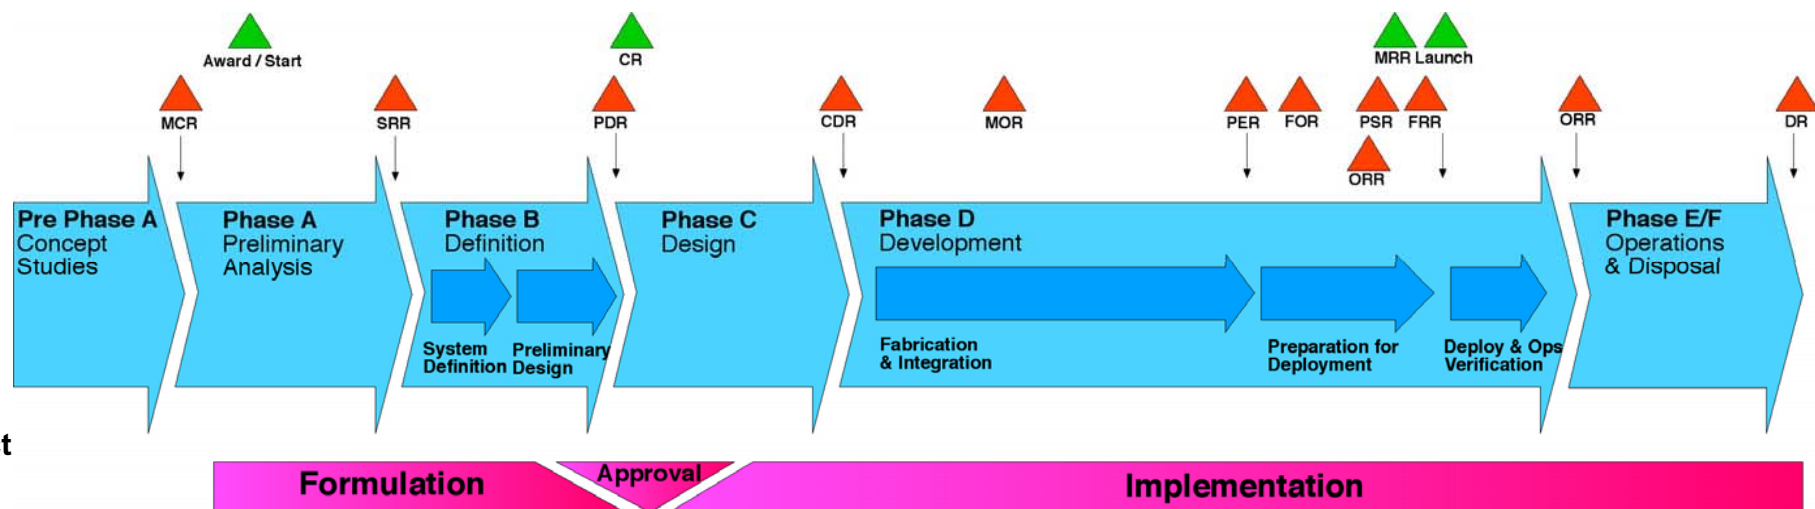 Award / Start
CR
MRR Launch
MCR
SRR
PDR
CDR
MOR
PER
FOR
PSR
FRR
ORR
DR
ORR
Pre Phase A
Concept
Studies
Phase A
Preliminary
Analysis
Phase B
Definition
System
Definition
Preliminary
Design
Phase C
Design
Phase D
Development
Fabrication
& Integration
Preparation for
Deployment
Deploy & Ops
Verification
Phase E/F
Operations
& Disposal
ct
Formulation
Approval
Implementation